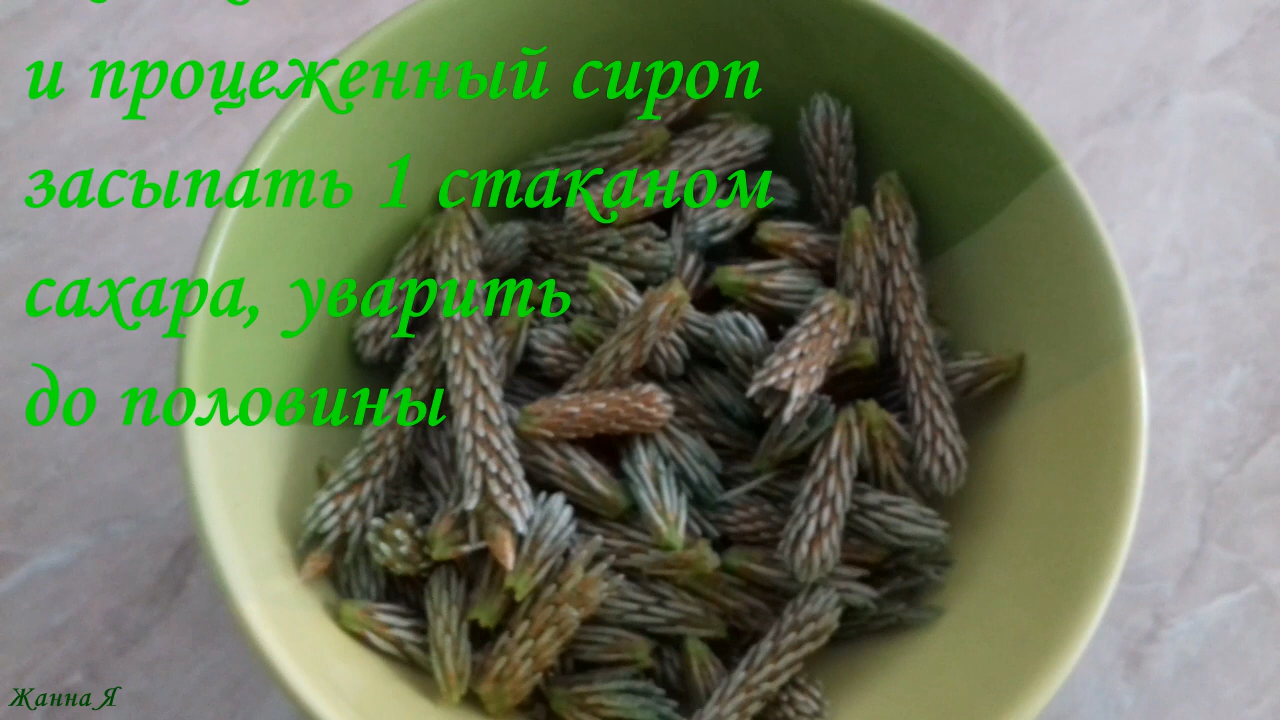 и процеженный сироп
засыпать 1 стаканом
сахара, уварить
до половины
Жанна Я